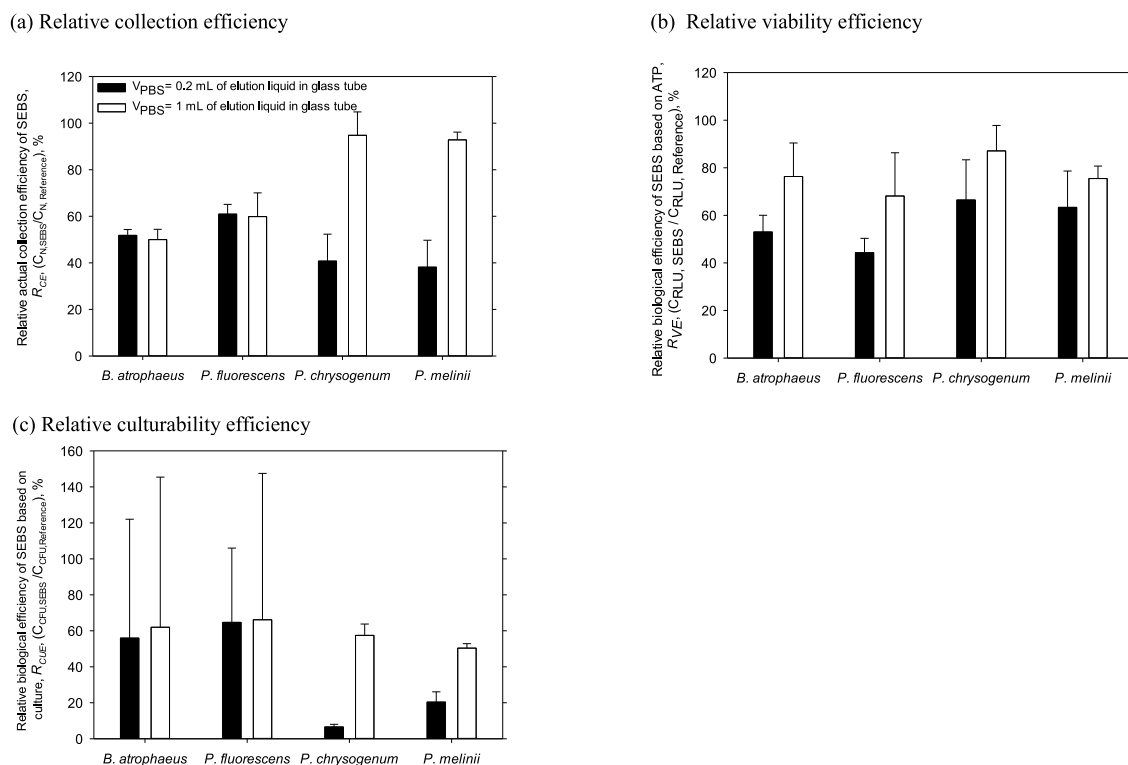 (a) Relative collection efficiency
Relative actual collection efficiency of SEBS,
R_CE, (C_N,SEBS/C_N, Reference), %
120
100
80
60
40
20
0
V_PBS= 0.2 mL of elution liquid in glass tube
V_PBS= 1 mL of elution liquid in glass tube
B. atrophaeus P. fluorescens P. chrysogenum P. melinii
(b) Relative viability efficiency
Relative biological efficiency of SEBS based on ATP,
R_VE, (C_RLU, SEBS / C_RLU, Reference), %
120
100
80
60
40
20
0
B. atrophaeus P. fluorescens P. chrysogenum P. melinii
(c) Relative culturability efficiency
Relative biological efficiency of SEBS based on
culture, R_CUE, (C_CFU,SEBS /C_CFU,Reference), %
160
140
120
100
80
60
40
20
0
B. atrophaeus P. fluorescens P. chrysogenum P. melinii